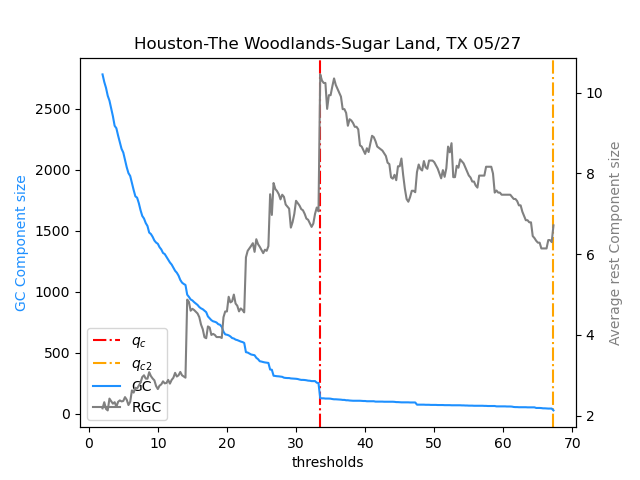 Houston-The Woodlands-Sugar Land, TX 05/27
GC Component size
2500
2000
1500
1000
500
0
10
8
6
4
2
Average rest Component size
q_c
q_c2
GC
RGC
0 10 20 30 40 50 60 70
thresholds